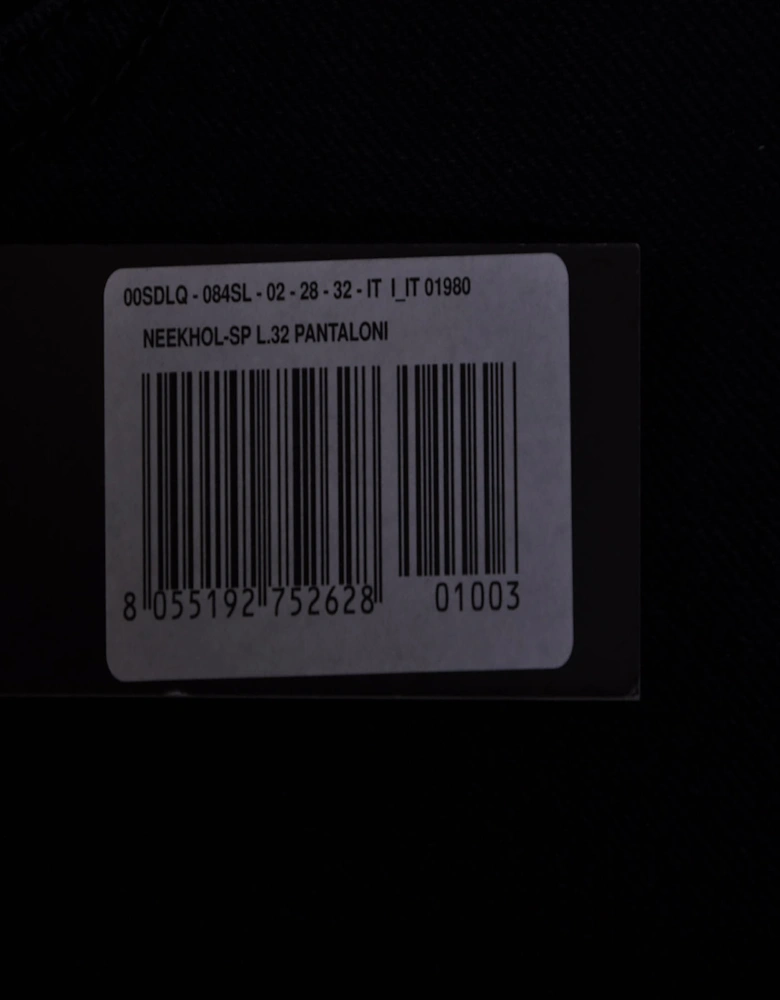 00SDLQ - 084SL - 02 - 28 - 32 - IT I_IT 01980
NEEKHOL-SP L.32 PANTALONI
8 055192 752628 01003